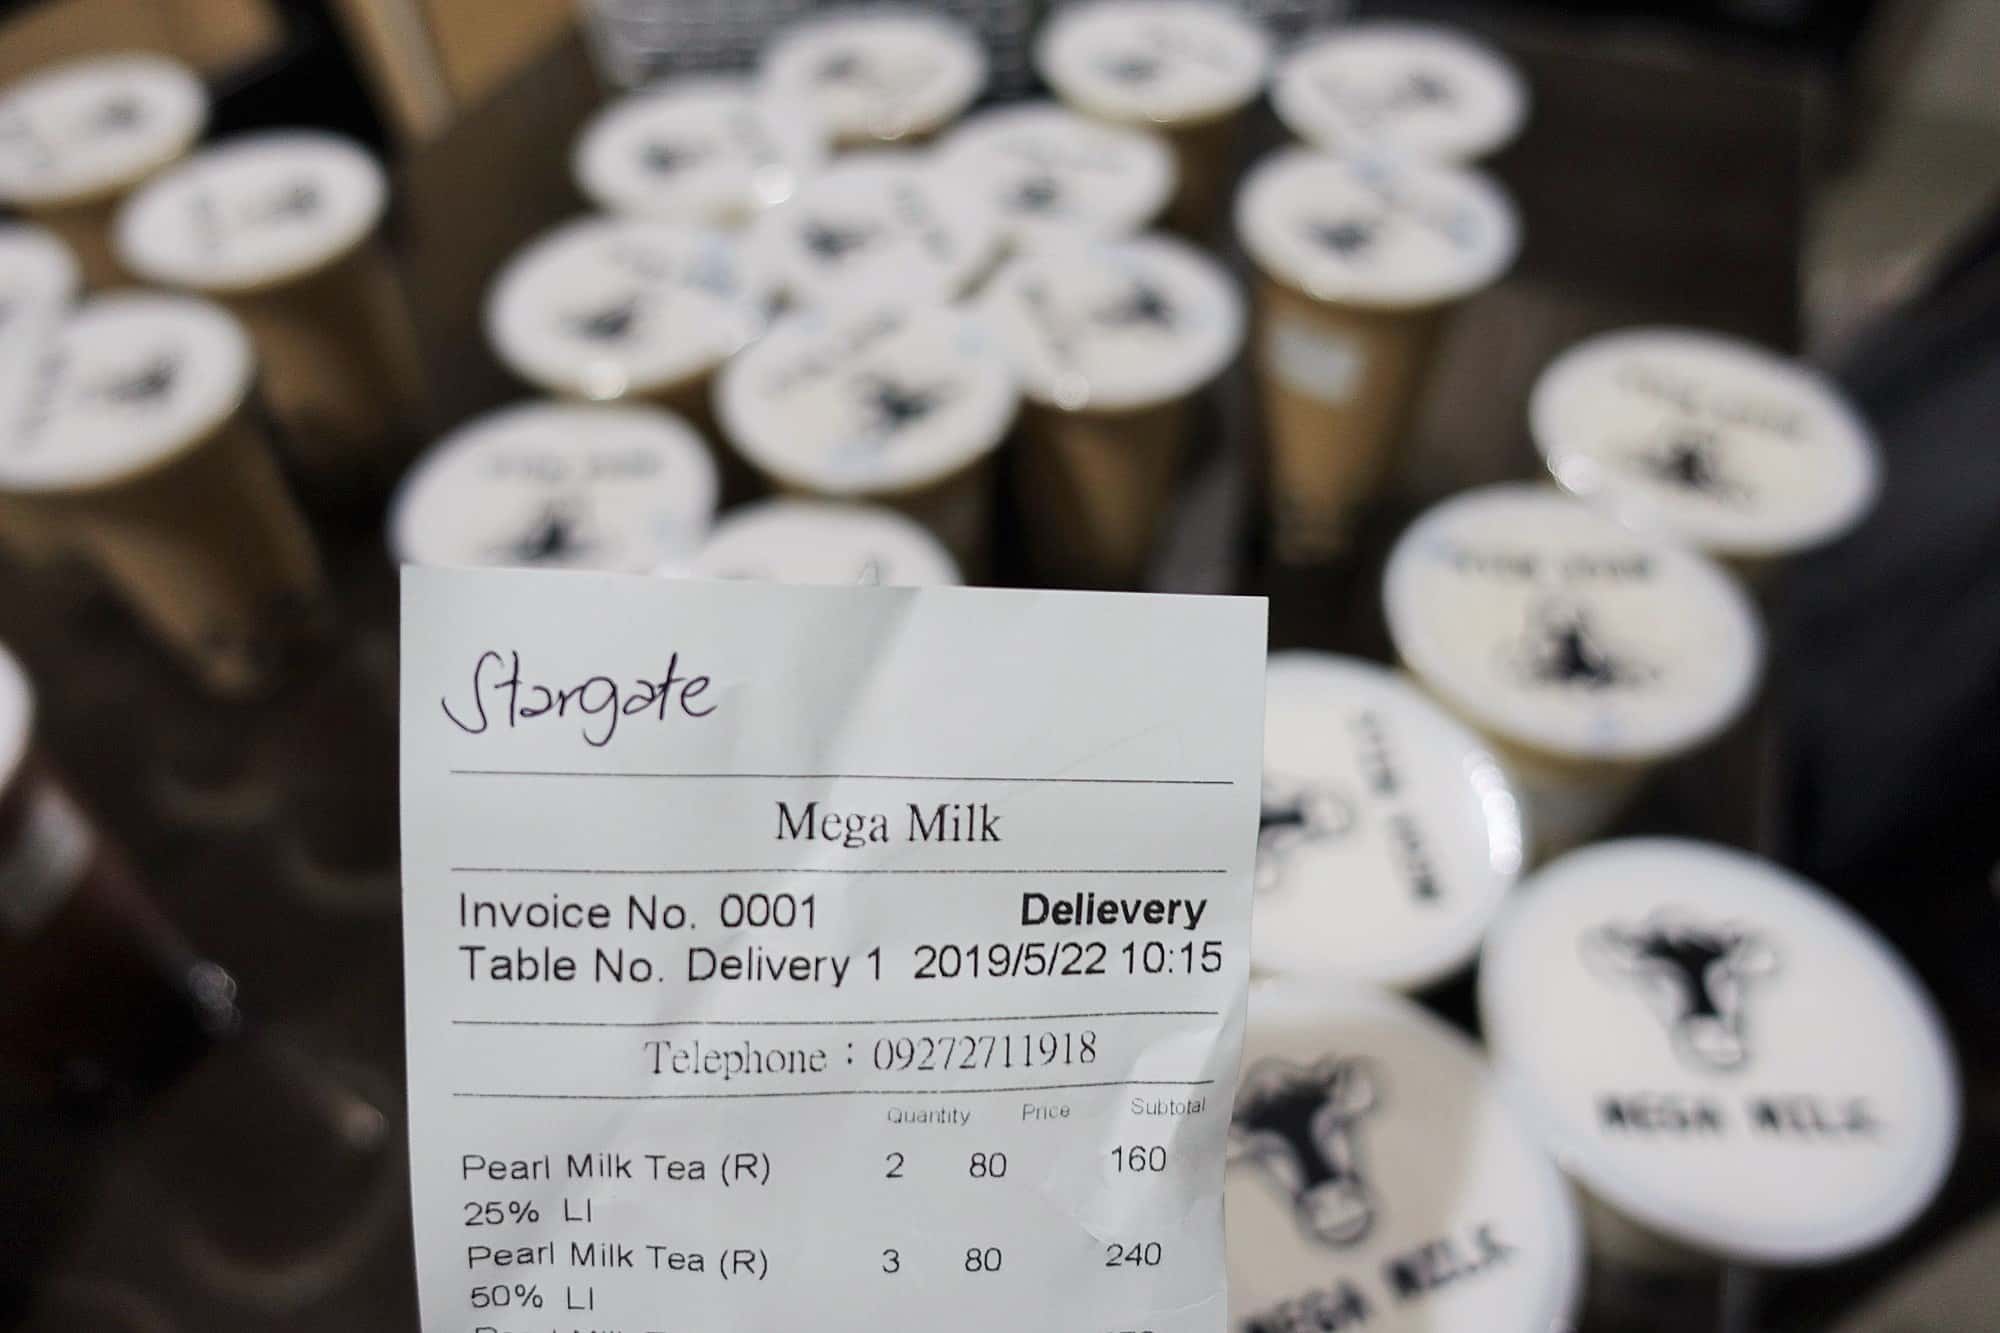 Stargate
Mega Milk
Invoice No. 0001 Delievery
Table No. Delivery 1 2019/5/22 10:15
Telephone：09272711918
Quantity Price Subtotal
Pearl Milk Tea (R) 2 80 160
25% LI
Pearl Milk Tea (R) 3 80 240
50% LI
MEGA MILK
MEGA MILK